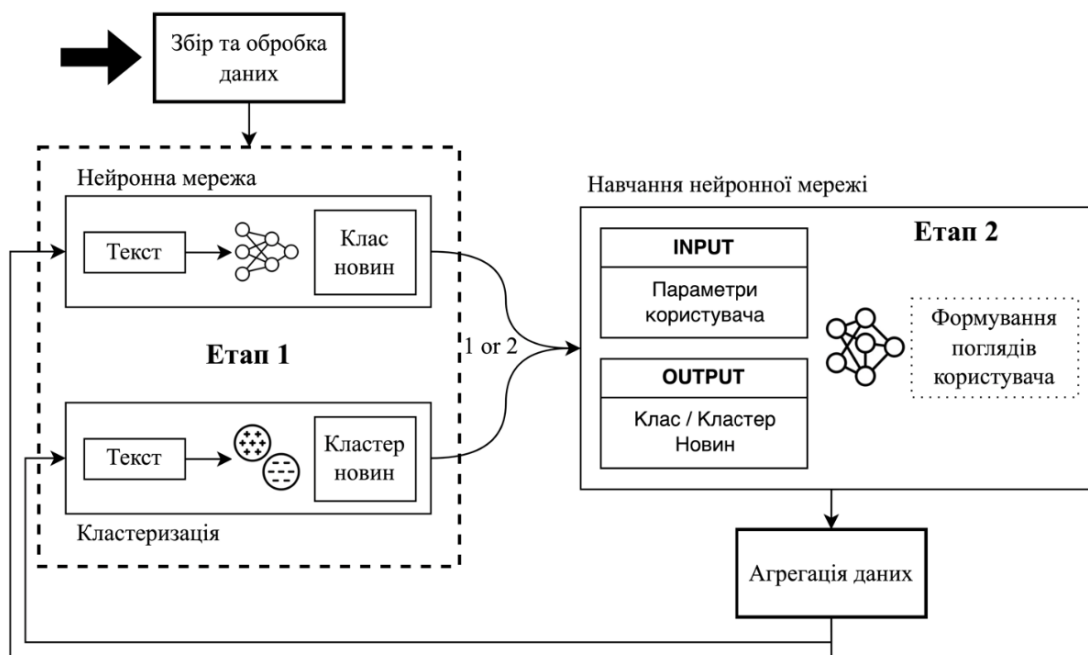 Збір та обробка
даних
Нейронна мережа
Текст
Клас
новин
Етап 1
1 or 2
Текст
Кластер
новин
Кластеризація
Навчання нейронної мережі
Етап 2
INPUT
Параметри
користувача
OUTPUT
Клас / Кластер
Новин
Формування
поглядів
користувача
Агрегація даних